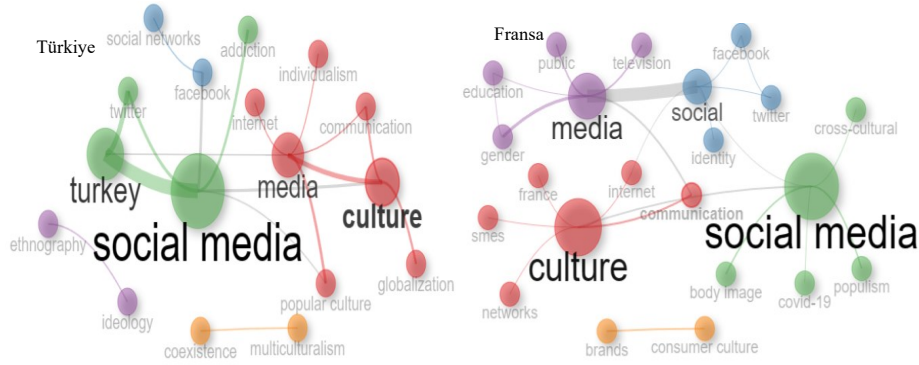 Türkiye
social networks
addiction
individualism
facebook
twitter
internet
communication
turkey
media
culture
social media
ethnography
globalization
popular culture
ideology
coexistence
multiculturalism
Fransa
public
television
facebook
education
media
social
twitter
cross-cultural
gender
identity
france
internet
communication
smes
culture
social media
networks
body image
covid-19
populism
brands
consumer culture